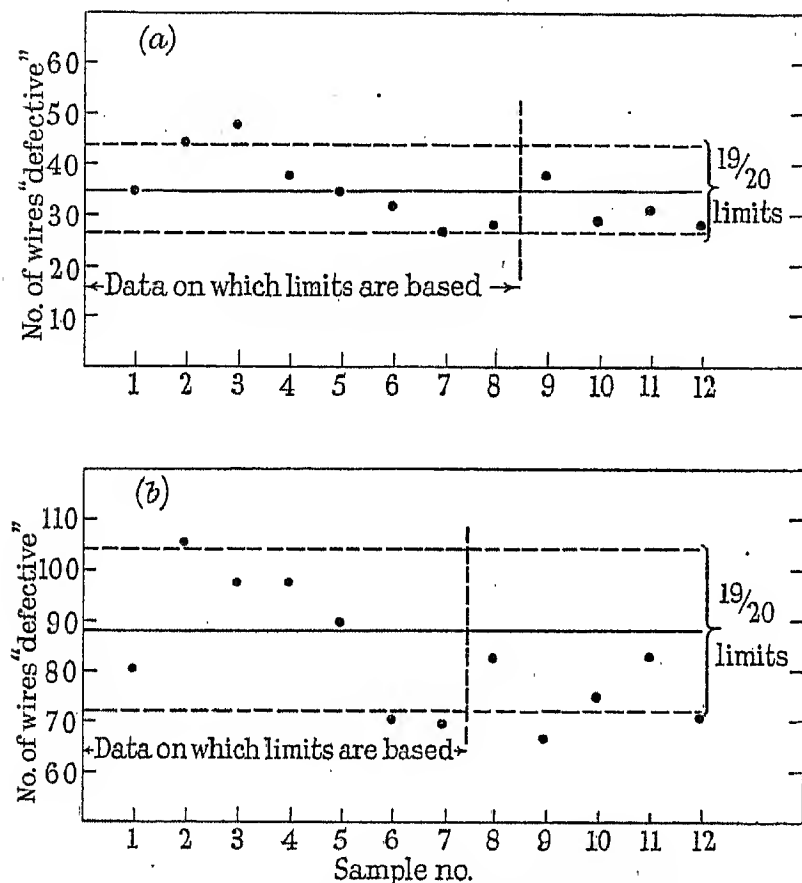 (a)
No. of wires "defective"
60
50
40
30
20
10
19/20
limits
←Data on which limits are based→
1 2 3 4 5 6 7 8 9 10 11 12
(b)
No. of wires "defective"
110
100
90
80
70
60
19/20
limits
←Data on which limits are based→
1 2 3 4 5 6 7 8 9 10 11 12
Sample no.